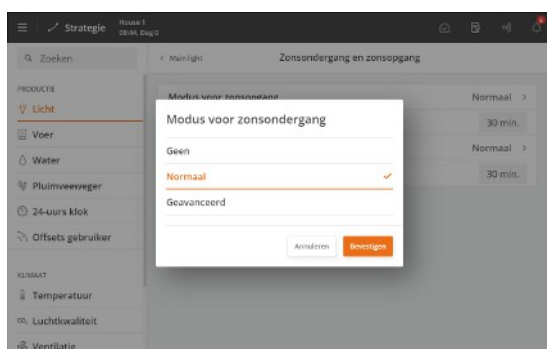 Strategie
House 1
09:44, Dag 0
Zoeken
Mainlight
Zonsondergang en zonsopgang
PRODUCTIE
Licht
Voer
Water
Pluimveeweger
24-uurs klok
Offsets gebruiker
KLIMAAT
Temperatuur
Luchtkwaliteit
Ventilatie
Modus voor zonsopgang
Normaal
30 min.
Normaal
30 min.
Modus voor zonsondergang
Geen
Normaal
Geavanceerd
Annuleren
Bevestigen